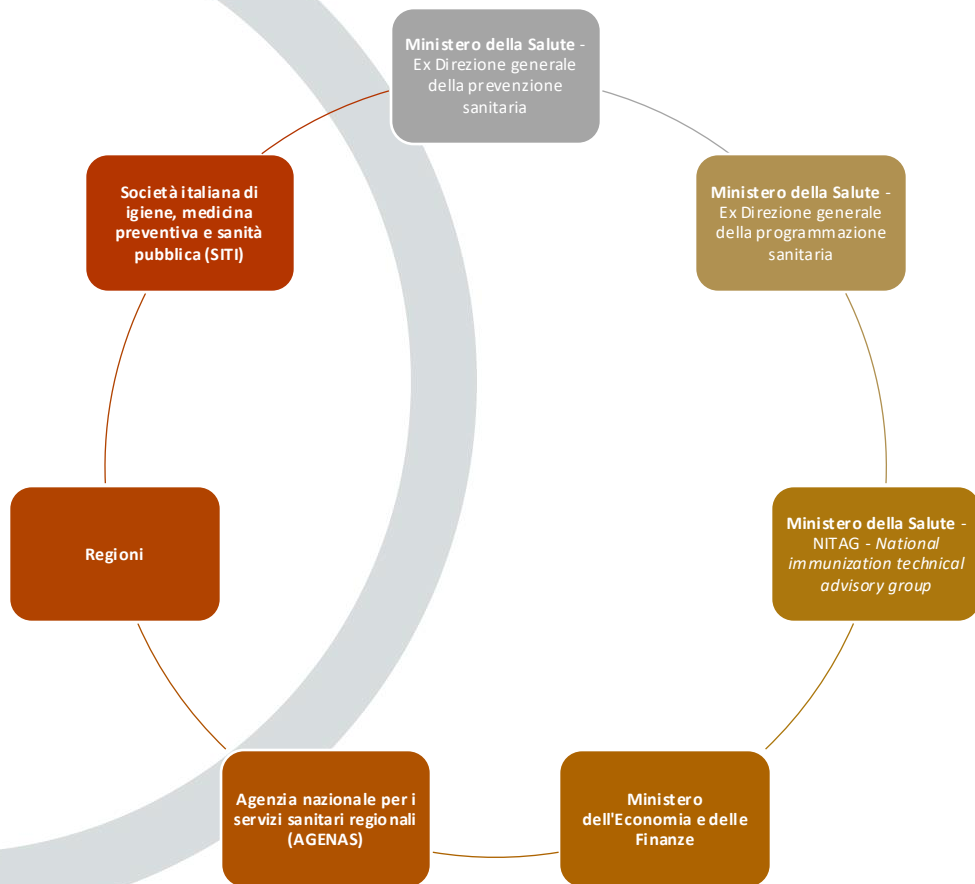 Ministero della Salute -
Ex Direzione generale
della prevenzione
sanitaria
Ministero della Salute -
Ex Direzione generale
della programmazione
sanitaria
Ministero della Salute -
NITAG - National
immunization technical
advisory group
Ministero
dell'Economia e delle
Finanze
Agenzia nazionale per i
servizi sanitari regionali
(AGENAS)
Regioni
Società italiana di
igiene, medicina
preventiva e sanità
pubblica (SITI)